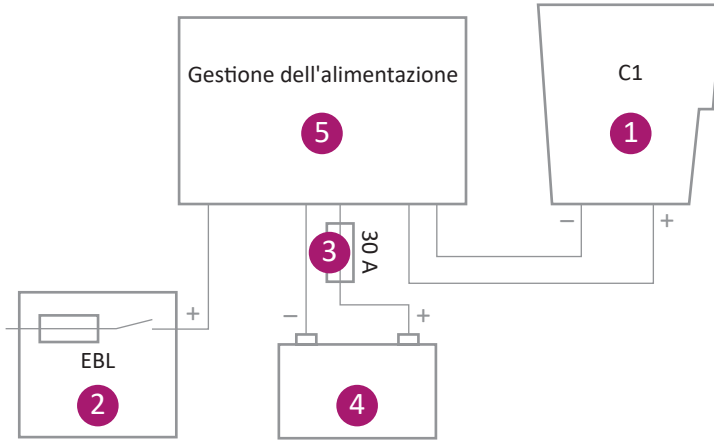 Gestione dell'alimentazione
5
C1
1
−
+
3
30 A
+
−
+
EBL
2
4